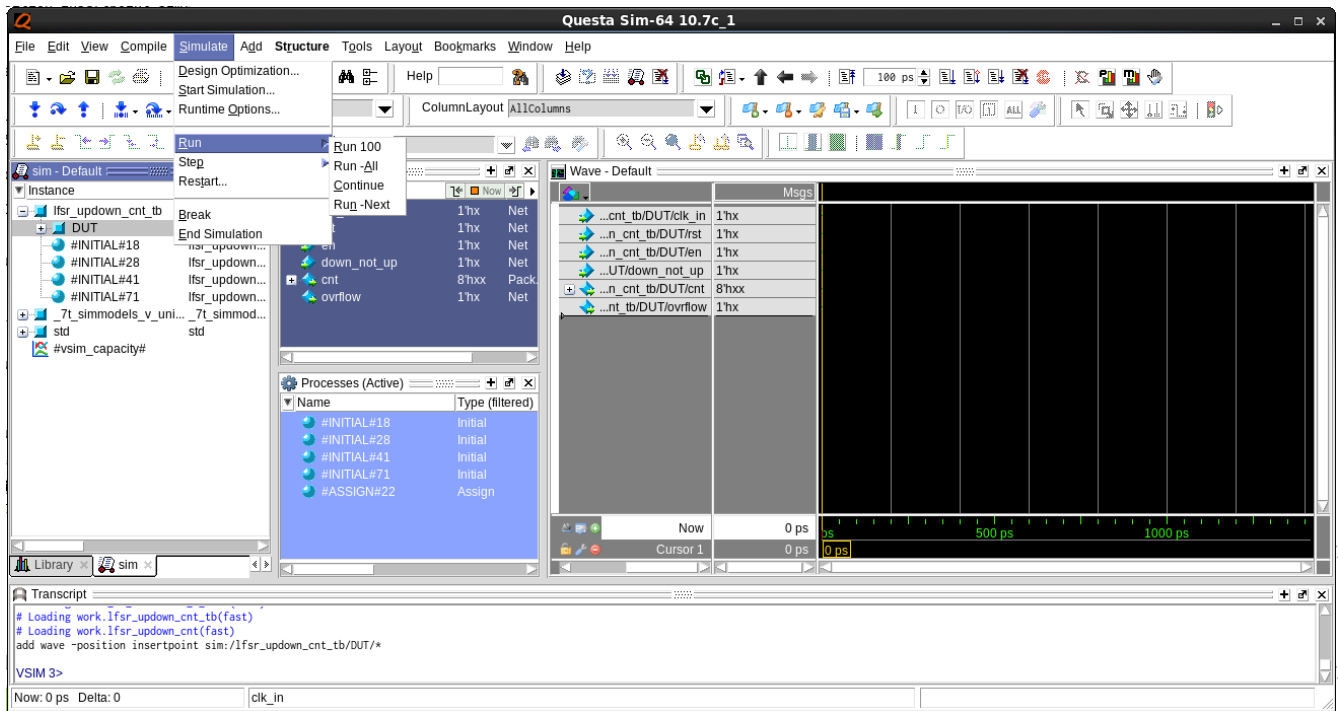 Questa Sim-64 10.7c_1
File Edit View Compile Simulate Add Structure Tools Layout Bookmarks Window Help
Design Optimization...
Start Simulation...
Runtime Options...
Run
Step
Restart...
Break
End Simulation
Run 100
Run -All
Continue
Run -Next
Help
100 ps
ColumnLayout AllColumns
1 I/O ALL
sim - Default
Instance
lfsr_updown_cnt_tb
DUT
#INITIAL#18 lfsr_updown...
#INITIAL#28 lfsr_updown...
#INITIAL#41 lfsr_updown...
#INITIAL#71 lfsr_updown...
_7t_simmodels_v_uni... _7t_simmod...
std std
#vsim_capacity#
Library
sim
Now
1'hx Net
1'hx Net
en 1'hx Net
down_not_up 1'hx Net
cnt 8'hxx Pack
ovrflow 1'hx Net
Processes (Active)
Name Type (filtered)
#INITIAL#18 Initial
#INITIAL#28 Initial
#INITIAL#41 Initial
#INITIAL#71 Initial
#ASSIGN#22 Assign
Wave - Default
Msgs
...cnt_tb/DUT/clk_in 1'hx
...n_cnt_tb/DUT/rst 1'hx
...n_cnt_tb/DUT/en 1'hx
...UT/down_not_up 1'hx
...n_cnt_tb/DUT/cnt 8'hxx
...nt_tb/DUT/ovrflow 1'hx
Now 0 ps
ps 500 ps 1000 ps
Cursor 1 0 ps
0 ps
Transcript
# Loading work.lfsr_updown_cnt_tb(fast)
# Loading work.lfsr_updown_cnt(fast)
add wave -position insertpoint sim:/lfsr_updown_cnt_tb/DUT/*
VSIM 3>
Now: 0 ps Delta: 0
clk_in